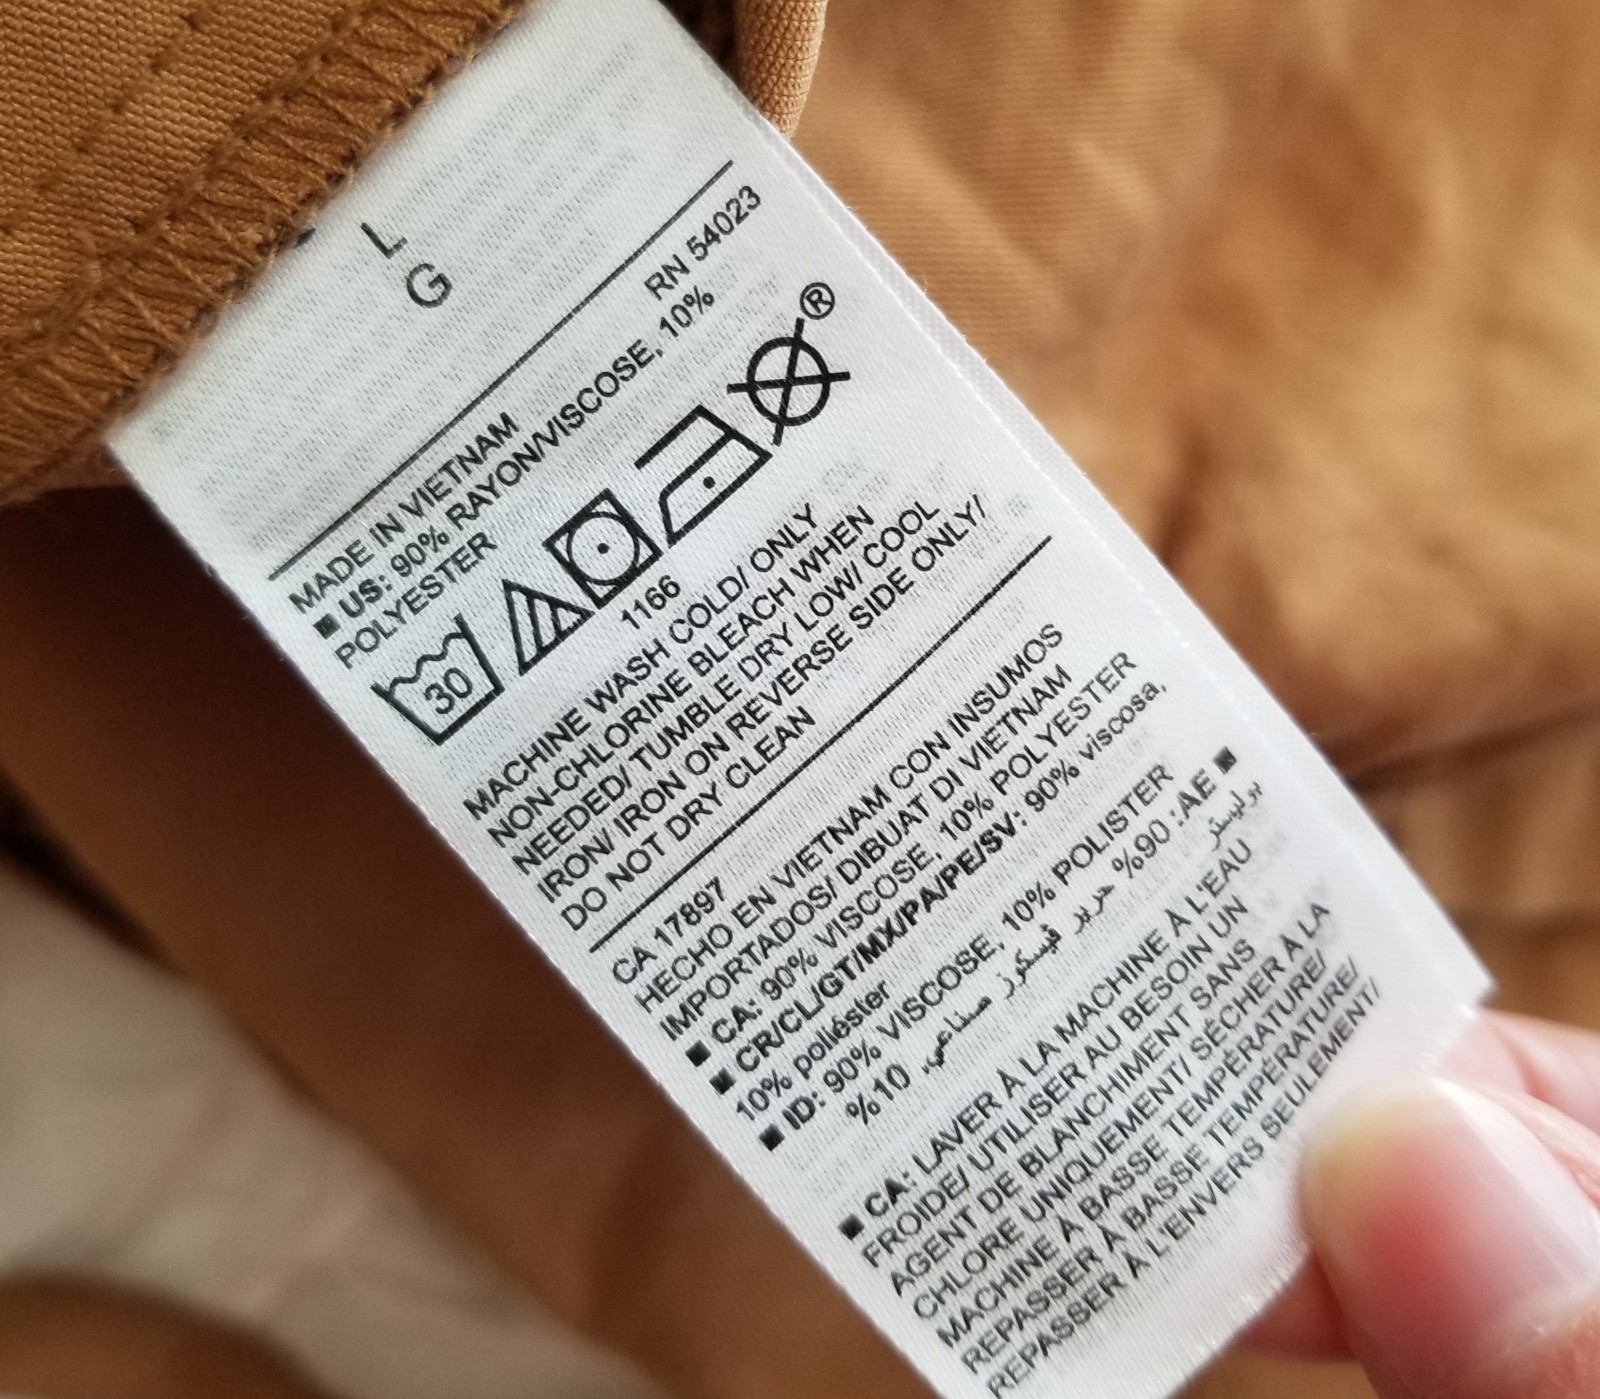 L
G
RN 54023
MADE IN VIETNAM
■ US: 90% RAYON/VISCOSE, 10%
POLYESTER
30
®
1166
MACHINE WASH COLD/ ONLY
NON-CHLORINE BLEACH WHEN
NEEDED/ TUMBLE DRY LOW/ COOL
IRON/ IRON ON REVERSE SIDE ONLY/
DO NOT DRY CLEAN
CA 17897
HECHO EN VIETNAM CON INSUMOS
IMPORTADOS/ DIBUAT DI VIETNAM
■ CA: 90% VISCOSE, 10% POLYESTER
■ CR/CL/GT/MX/PA/PE/SV: 90% viscosa,
10% poliéster
■ ID: 90% VISCOSE, 10% POLISTER
■ AE: 90% حرير فيسكوز صناعي, 10%
بوليستر
■ CA: LAVER À LA MACHINE À L'EAU
FROIDE/ UTILISER AU BESOIN UN
AGENT DE BLANCHIMENT SANS
CHLORE UNIQUEMENT/ SÉCHER À LA
MACHINE À BASSE TEMPÉRATURE/
REPASSER À BASSE TEMPÉRATURE/
REPASSER À L'ENVERS SEULEMENT/